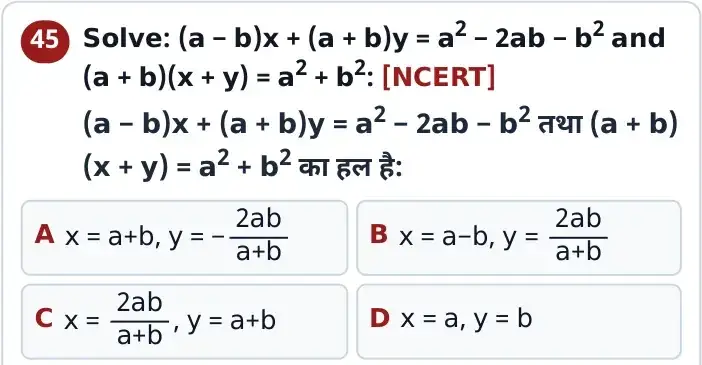 45 Solve: (a – b)x + (a + b)y = a² – 2ab – b² and
(a + b)(x + y) = a² + b²: [NCERT]
(a – b)x + (a + b)y = a² – 2ab – b² तथा (a + b)
(x + y) = a² + b² का हल है:
A x = a+b, y = −2ab/a+b
B x = a−b, y = 2ab/a+b
C x = 2ab/a+b, y = a+b
D x = a, y = b